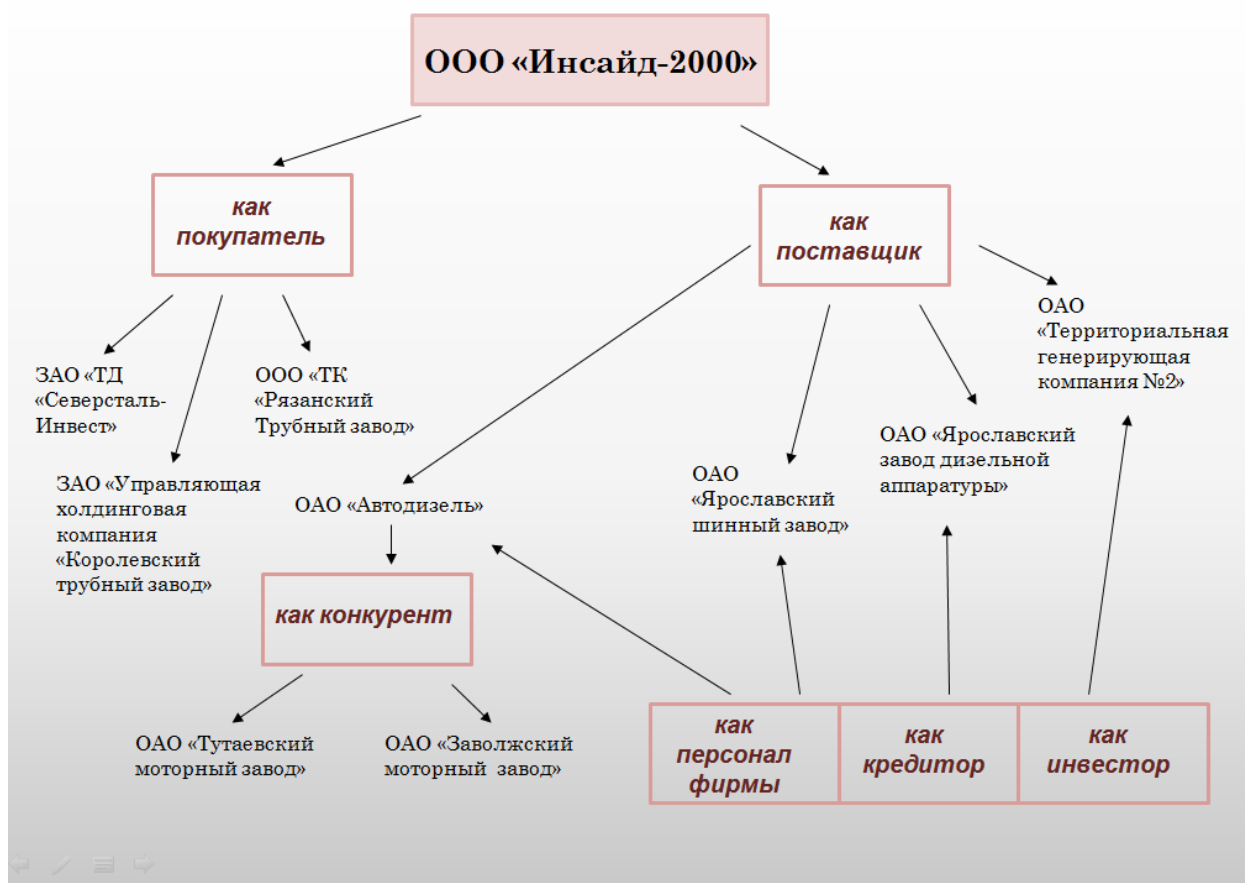 ООО «Инсайд-2000»
как
покупатель
как
поставщик
ЗАО «ТД
«Северсталь-
Инвест»
ООО «ТК
«Рязанский
Трубный завод»
ОАО
«Территориальная
генерирующая
компания №2»
ЗАО «Управляющая
холдинговая
компания
«Королевский
трубный завод»
ОАО «Автодизель»
ОАО
«Ярославский
шинный завод»
ОАО «Ярославский
завод дизельной
аппаратуры»
как конкурент
ОАО «Тутаевский
моторный завод»
ОАО «Заволжский
моторный завод»
как
персонал
фирмы
как
кредитор
как
инвестор